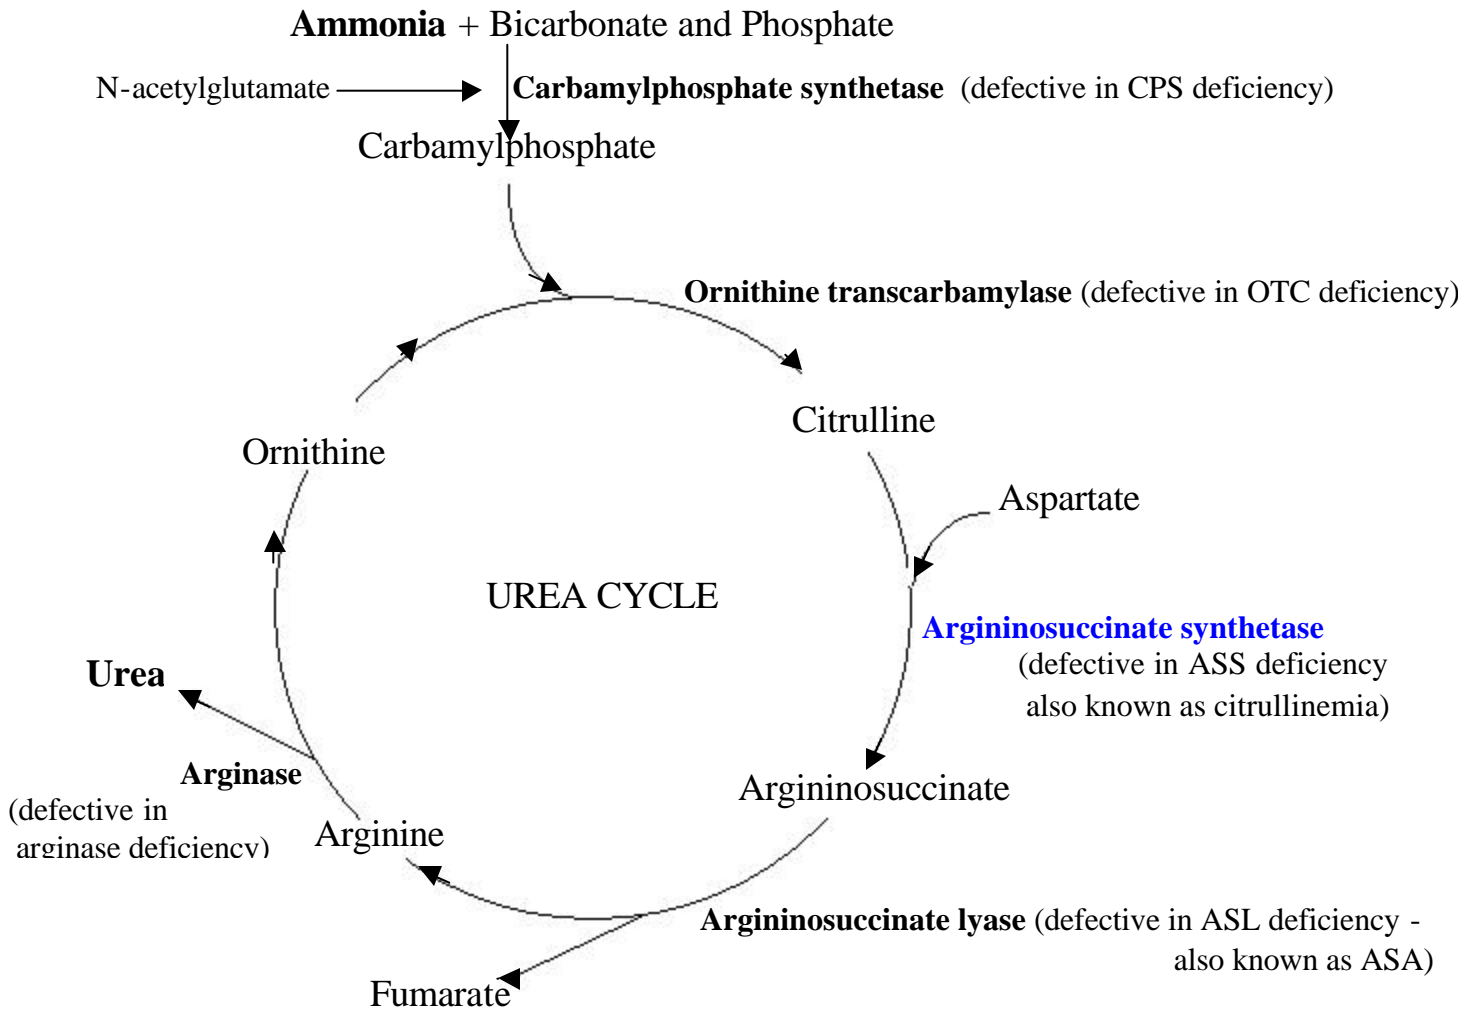 Ammonia + Bicarbonate and Phosphate
N-acetylglutamate
Carbamylphosphate synthetase (defective in CPS deficiency)
Carbamylphosphate
Ornithine transcarbamylase (defective in OTC deficiency)
Citrulline
Ornithine
Aspartate
UREA CYCLE
Argininosuccinate synthetase
(defective in ASS deficiency
also known as citrullinemia)
Urea
Arginase
(defective in
arginase deficiency)
Argininosuccinate
Arginine
Argininosuccinate lyase (defective in ASL deficiency -
also known as ASA)
Fumarate